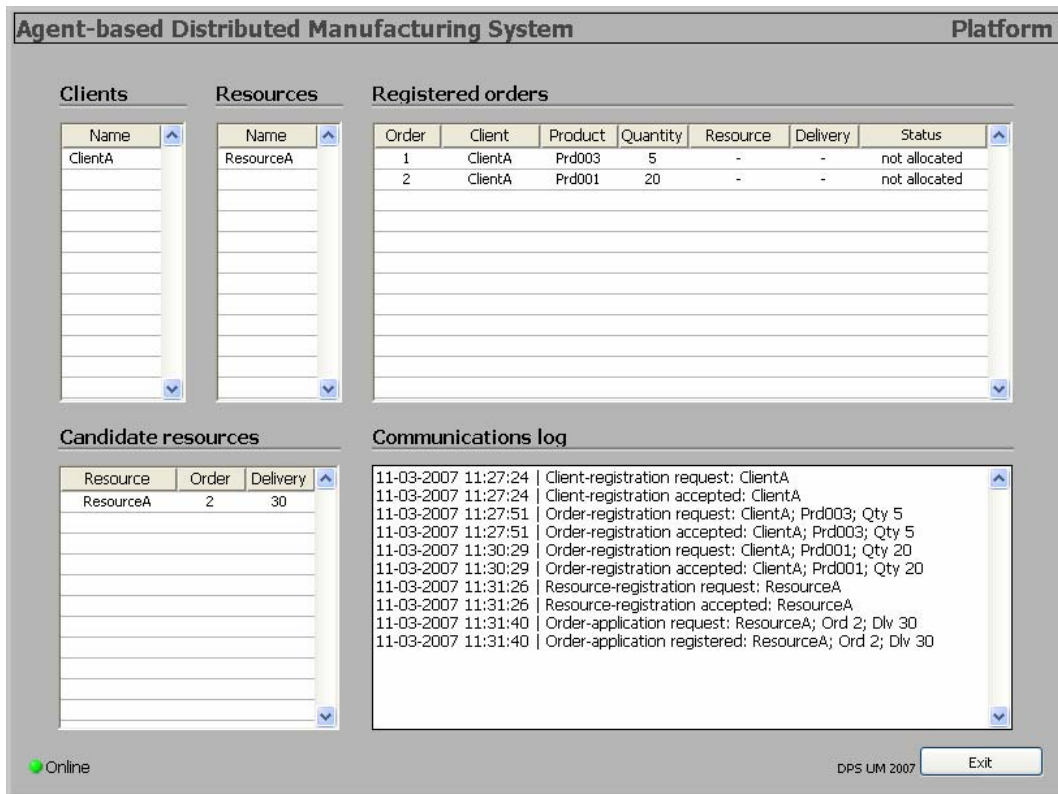 Agent-based Distributed Manufacturing System Platform
Clients Resources Registered orders
Name Name Order Client Product Quantity Resource Delivery Status
ClientA ResourceA 1 ClientA Prd003 5 - - not allocated
2 ClientA Prd001 20 - - not allocated
Candidate resources Communications log
Resource Order Delivery
ResourceA 2 30
11-03-2007 11:27:24 | Client-registration request: ClientA
11-03-2007 11:27:24 | Client-registration accepted: ClientA
11-03-2007 11:27:51 | Order-registration request: ClientA; Prd003; Qty 5
11-03-2007 11:27:51 | Order-registration accepted: ClientA; Prd003; Qty 5
11-03-2007 11:30:29 | Order-registration request: ClientA; Prd001; Qty 20
11-03-2007 11:30:29 | Order-registration accepted: ClientA; Prd001; Qty 20
11-03-2007 11:31:26 | Resource-registration request: ResourceA
11-03-2007 11:31:26 | Resource-registration accepted: ResourceA
11-03-2007 11:31:40 | Order-application request: ResourceA; Ord 2; Dlv 30
11-03-2007 11:31:40 | Order-application registered: ResourceA; Ord 2; Dlv 30
Online DPS UM 2007 Exit